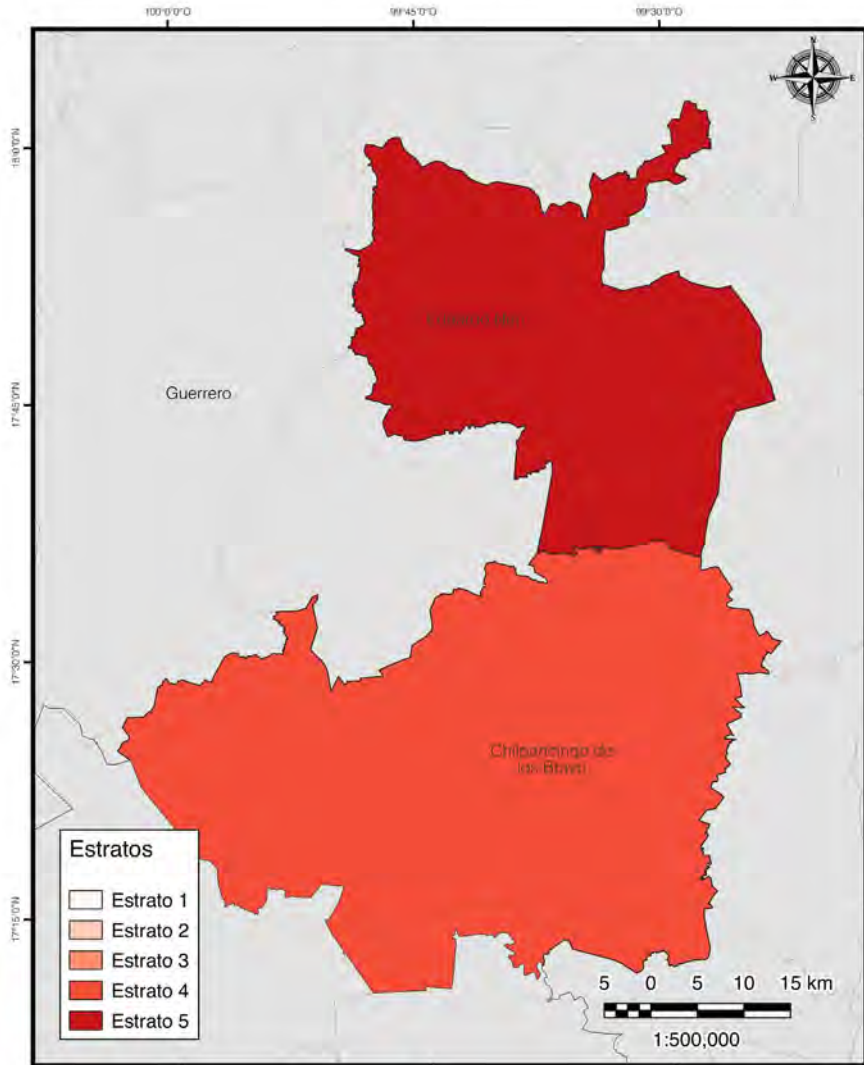 100°0'0"O
99°45'0"O
99°30'0"O
N
W
E
S
18°0'0"N
17°45'0"N
Guerrero
17°30'0"N
Chilpancingo de
los Bravo
Estratos
Estrato 1
Estrato 2
Estrato 3
Estrato 4
Estrato 5
17°15'0"N
5 0 5 10 15 km
1:500,000